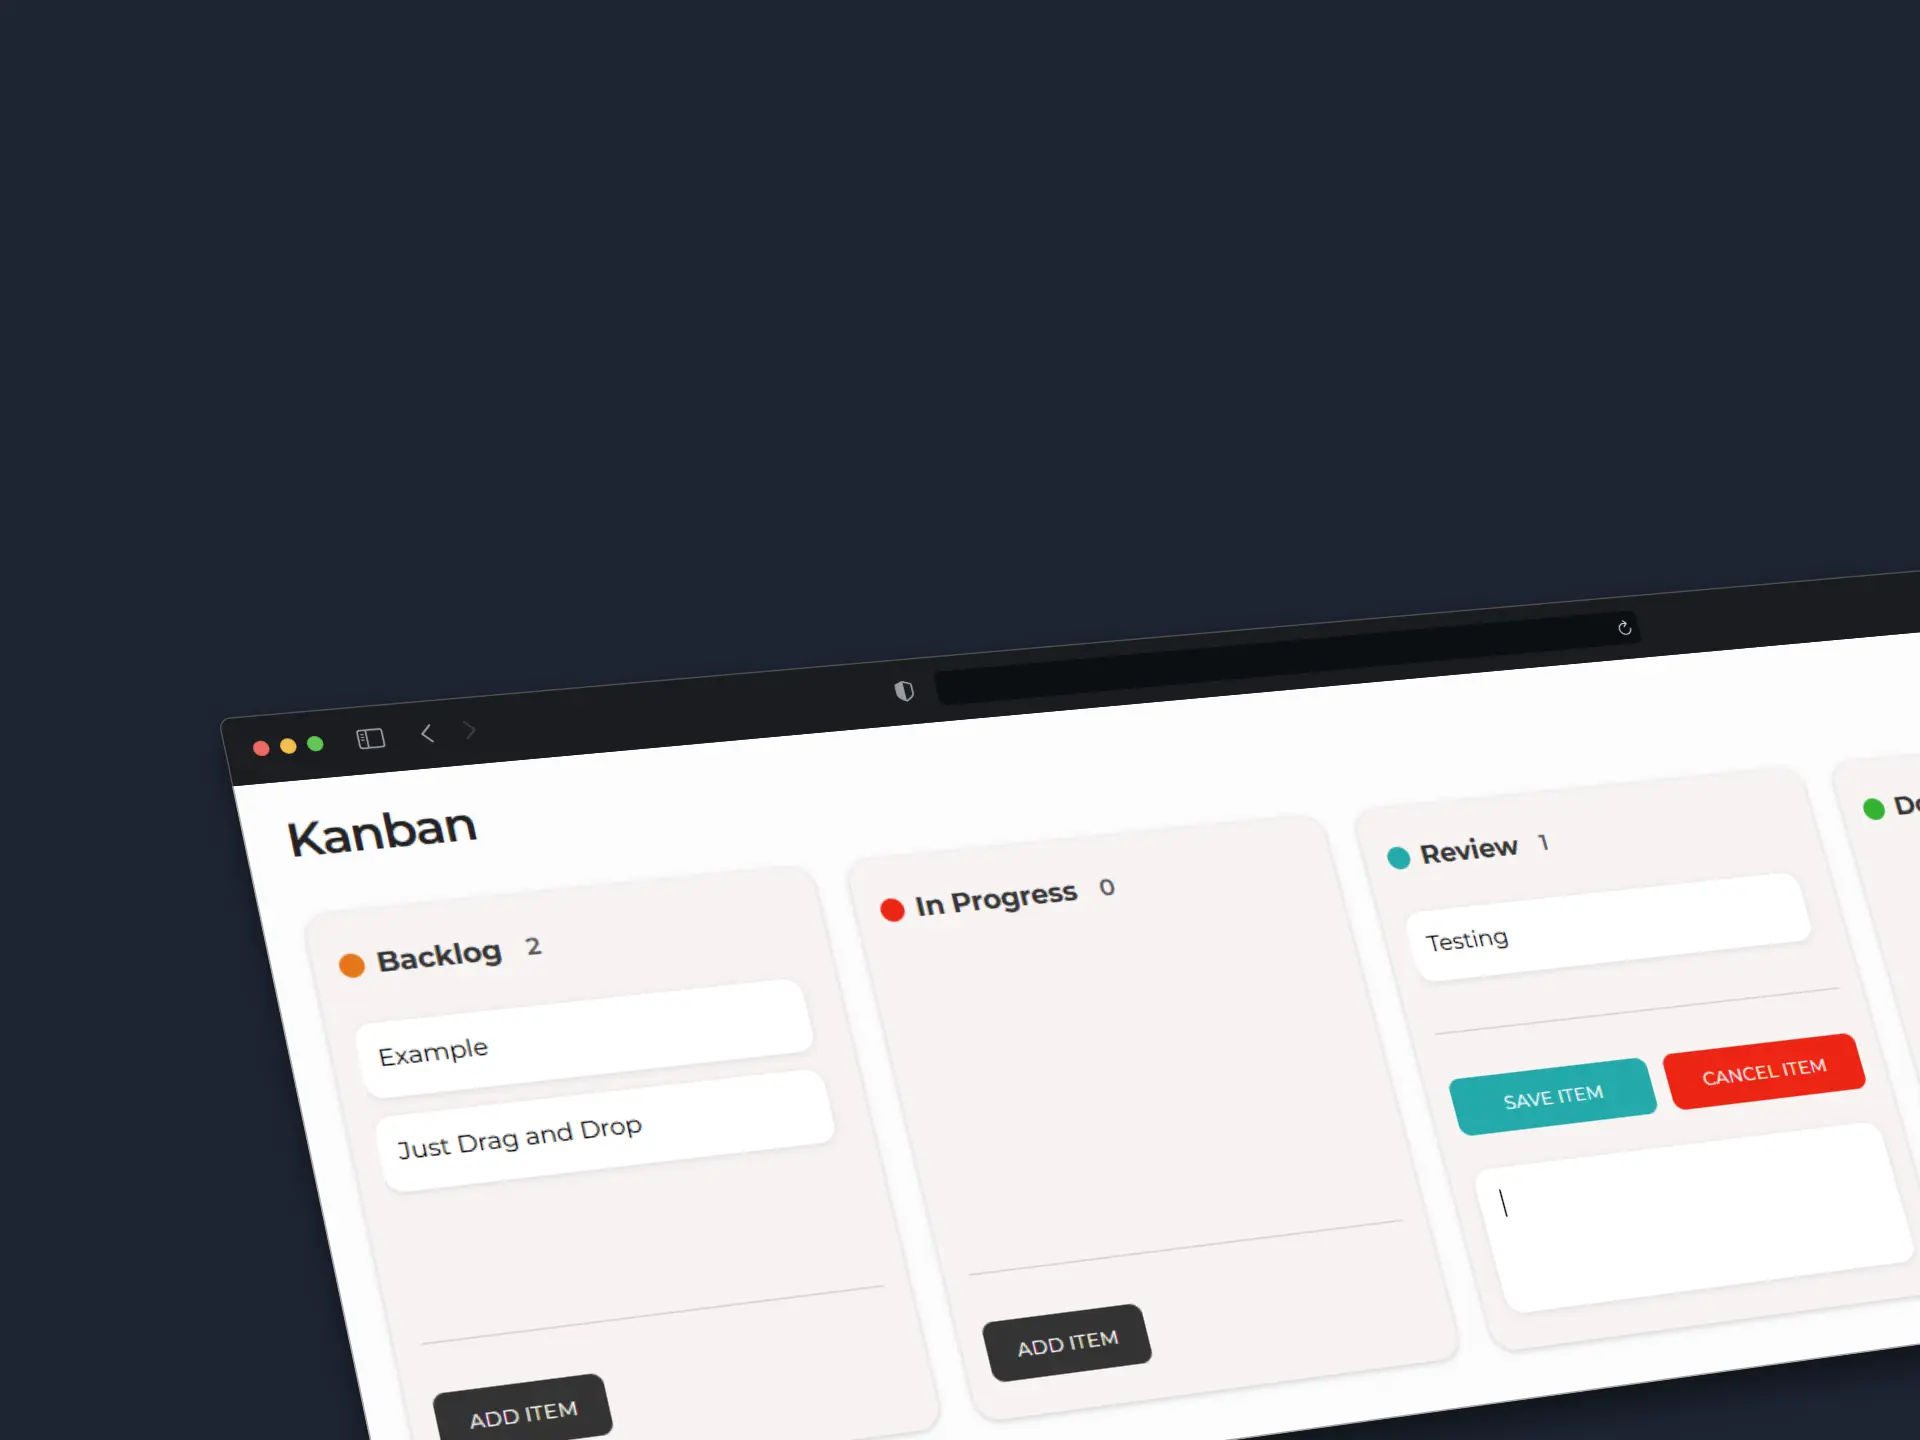 Kanban
Backlog 2
Example
Just Drag and Drop
ADD ITEM
In Progress 0
ADD ITEM
Review 1
Testing
SAVE ITEM
CANCEL ITEM